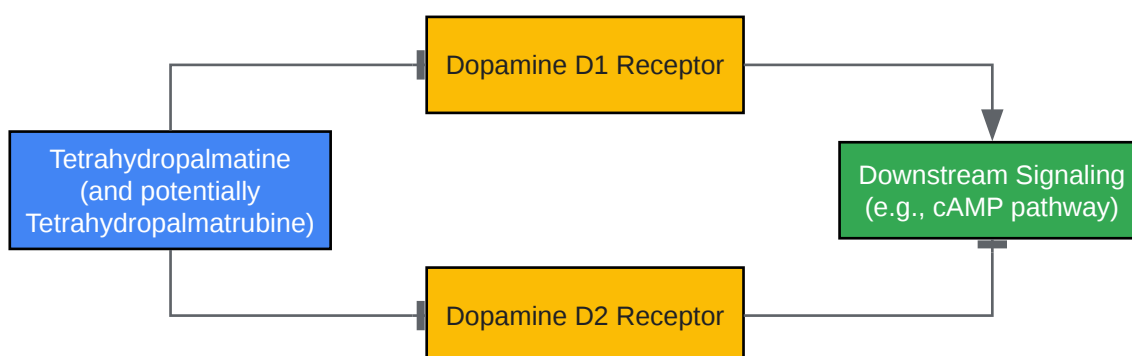 Dopamine D1 Receptor
Tetrahydropalmatine
(and potentially
Tetrahydropalmatrubine)
Downstream Signaling
(e.g., cAMP pathway)
Dopamine D2 Receptor